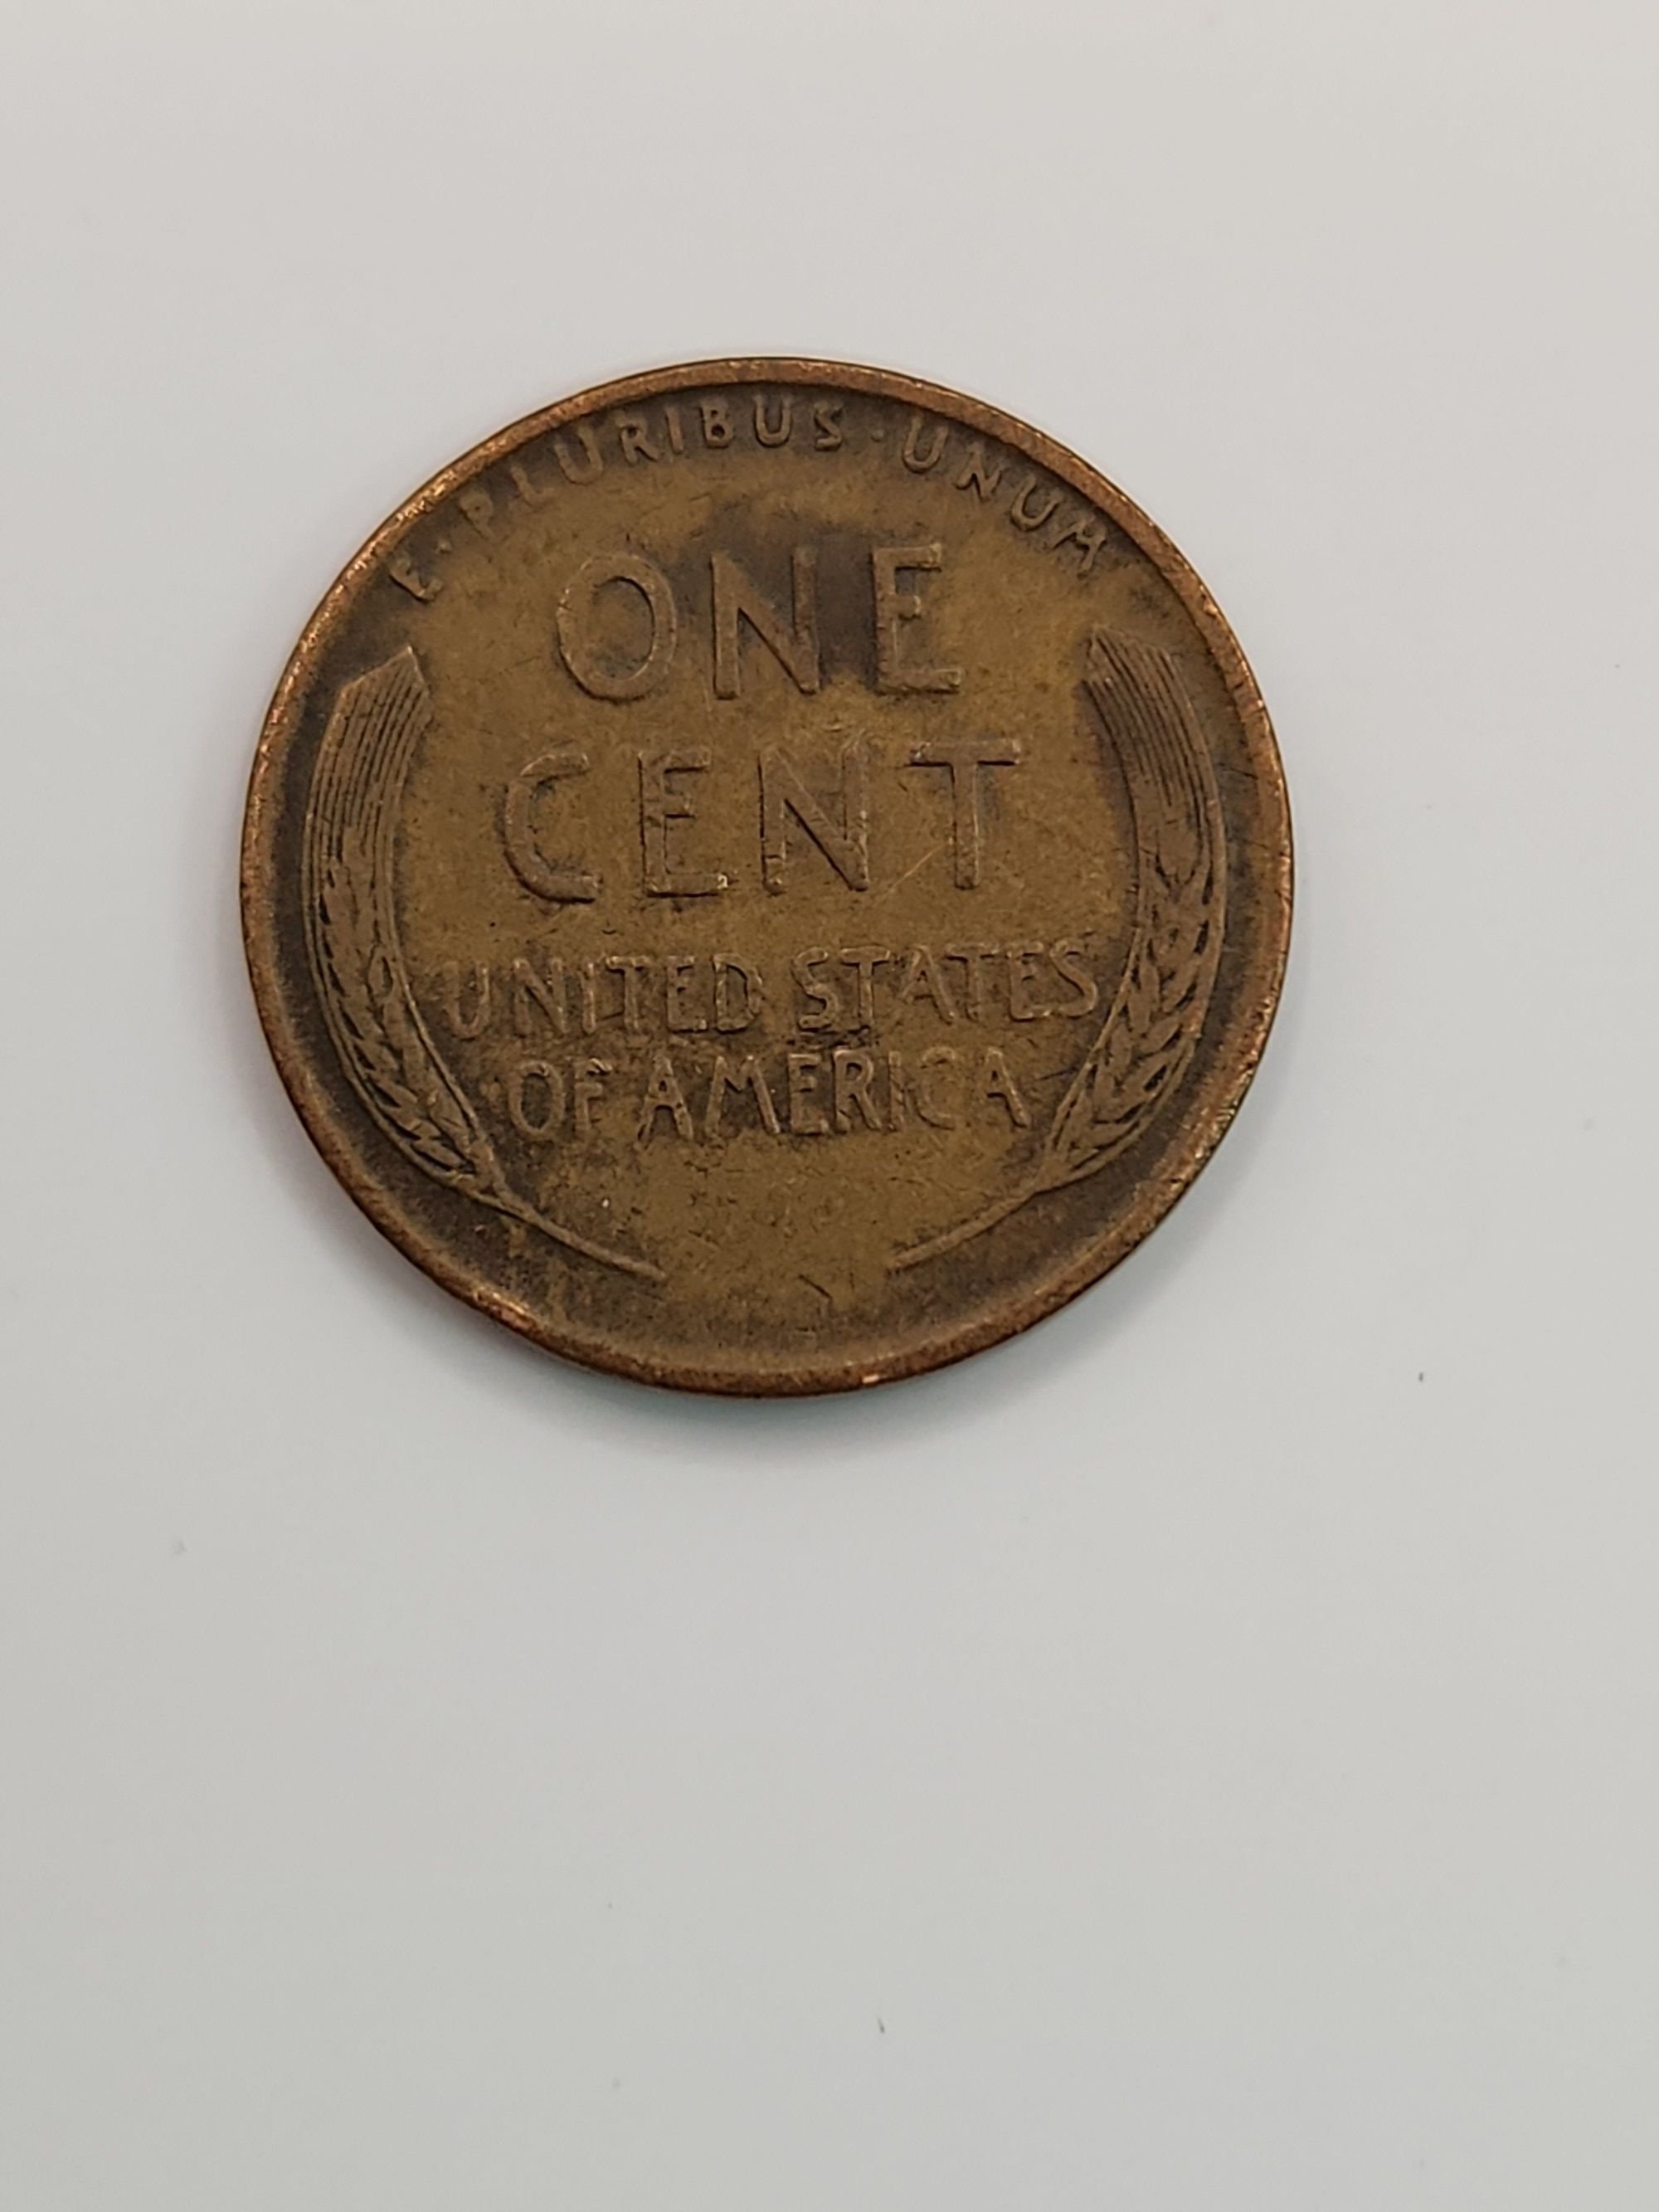 E·PLURIBUS·UNUM
ONE
CENT
UNITED STATES
OF AMERICA